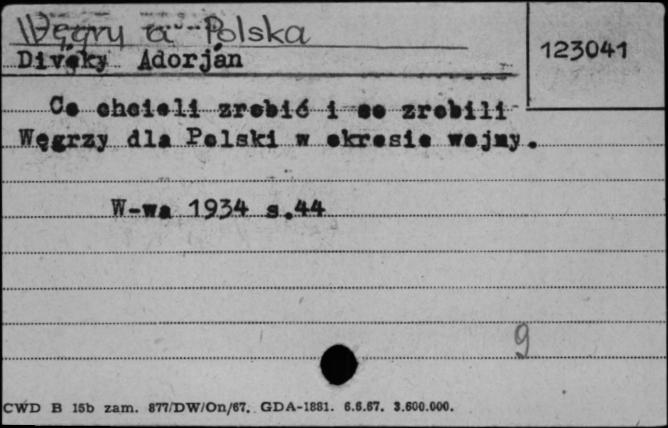 Węgry a Polska
123041
Divéky Adorján
Co chcieli zrobić i co zrobili
Węgrzy dla Polski w okresie wojny.
W-wa 1934 s.44
9
CWD B 15b zam. 877/DW/On/67. GDA-1881. 6.6.67. 3.600.000.